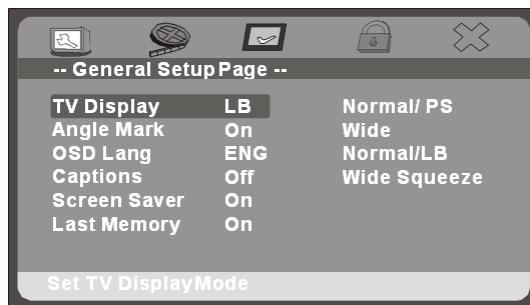 -- General Setup Page --
TV Display LB Normal/ PS
Angle Mark On Wide
OSD Lang ENG Normal/LB
Captions Off Wide Squeeze
Screen Saver On
Last Memory On
Set TV DisplayMode